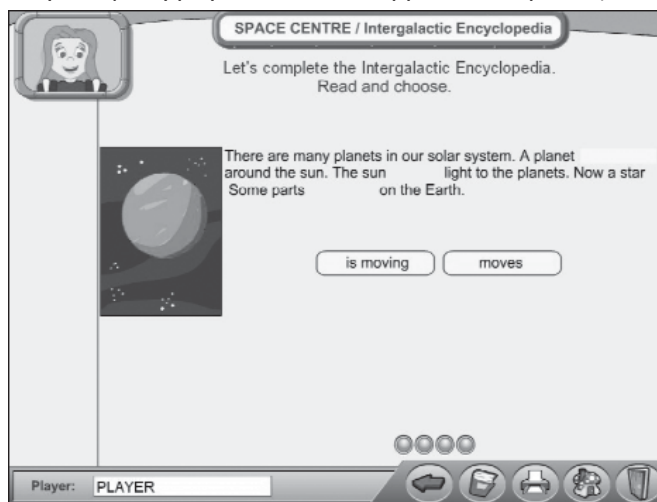 SPACE CENTRE / Intergalactic Encyclopedia
Let's complete the Intergalactic Encyclopedia.
Read and choose.
There are many planets in our solar system. A planet
around the sun. The sun light to the planets. Now a star
Some parts on the Earth.
is moving moves
Player: PLAYER